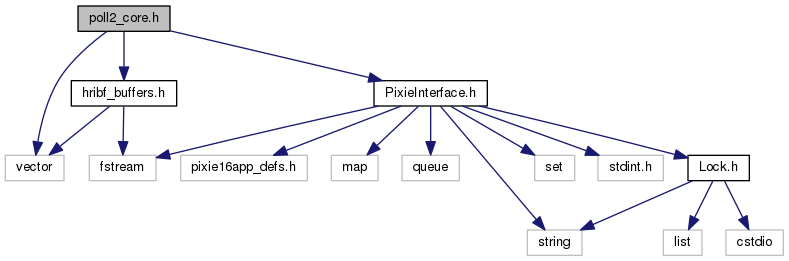 poll2_core.h
hribf_buffers.h
PixieInterface.h
vector
fstream
pixie16app_defs.h
map
queue
set
stdint.h
Lock.h
string
list
cstdio